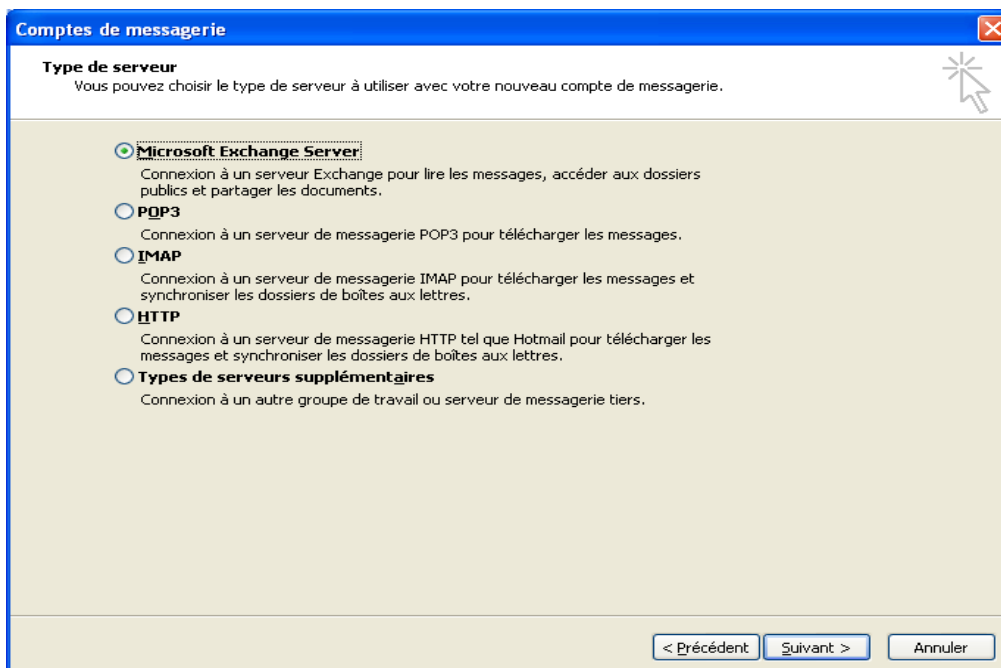 Comptes de messagerie
Type de serveur
Vous pouvez choisir le type de serveur à utiliser avec votre nouveau compte de messagerie.
Microsoft Exchange Server
Connexion à un serveur Exchange pour lire les messages, accéder aux dossiers
publics et partager les documents.
POP3
Connexion à un serveur de messagerie POP3 pour télécharger les messages.
IMAP
Connexion à un serveur de messagerie IMAP pour télécharger les messages et
synchroniser les dossiers de boîtes aux lettres.
HTTP
Connexion à un serveur de messagerie HTTP tel que Hotmail pour télécharger les
messages et synchroniser les dossiers de boîtes aux lettres.
Types de serveurs supplémentaires
Connexion à un autre groupe de travail ou serveur de messagerie tiers.
< Précédent Suivant > Annuler